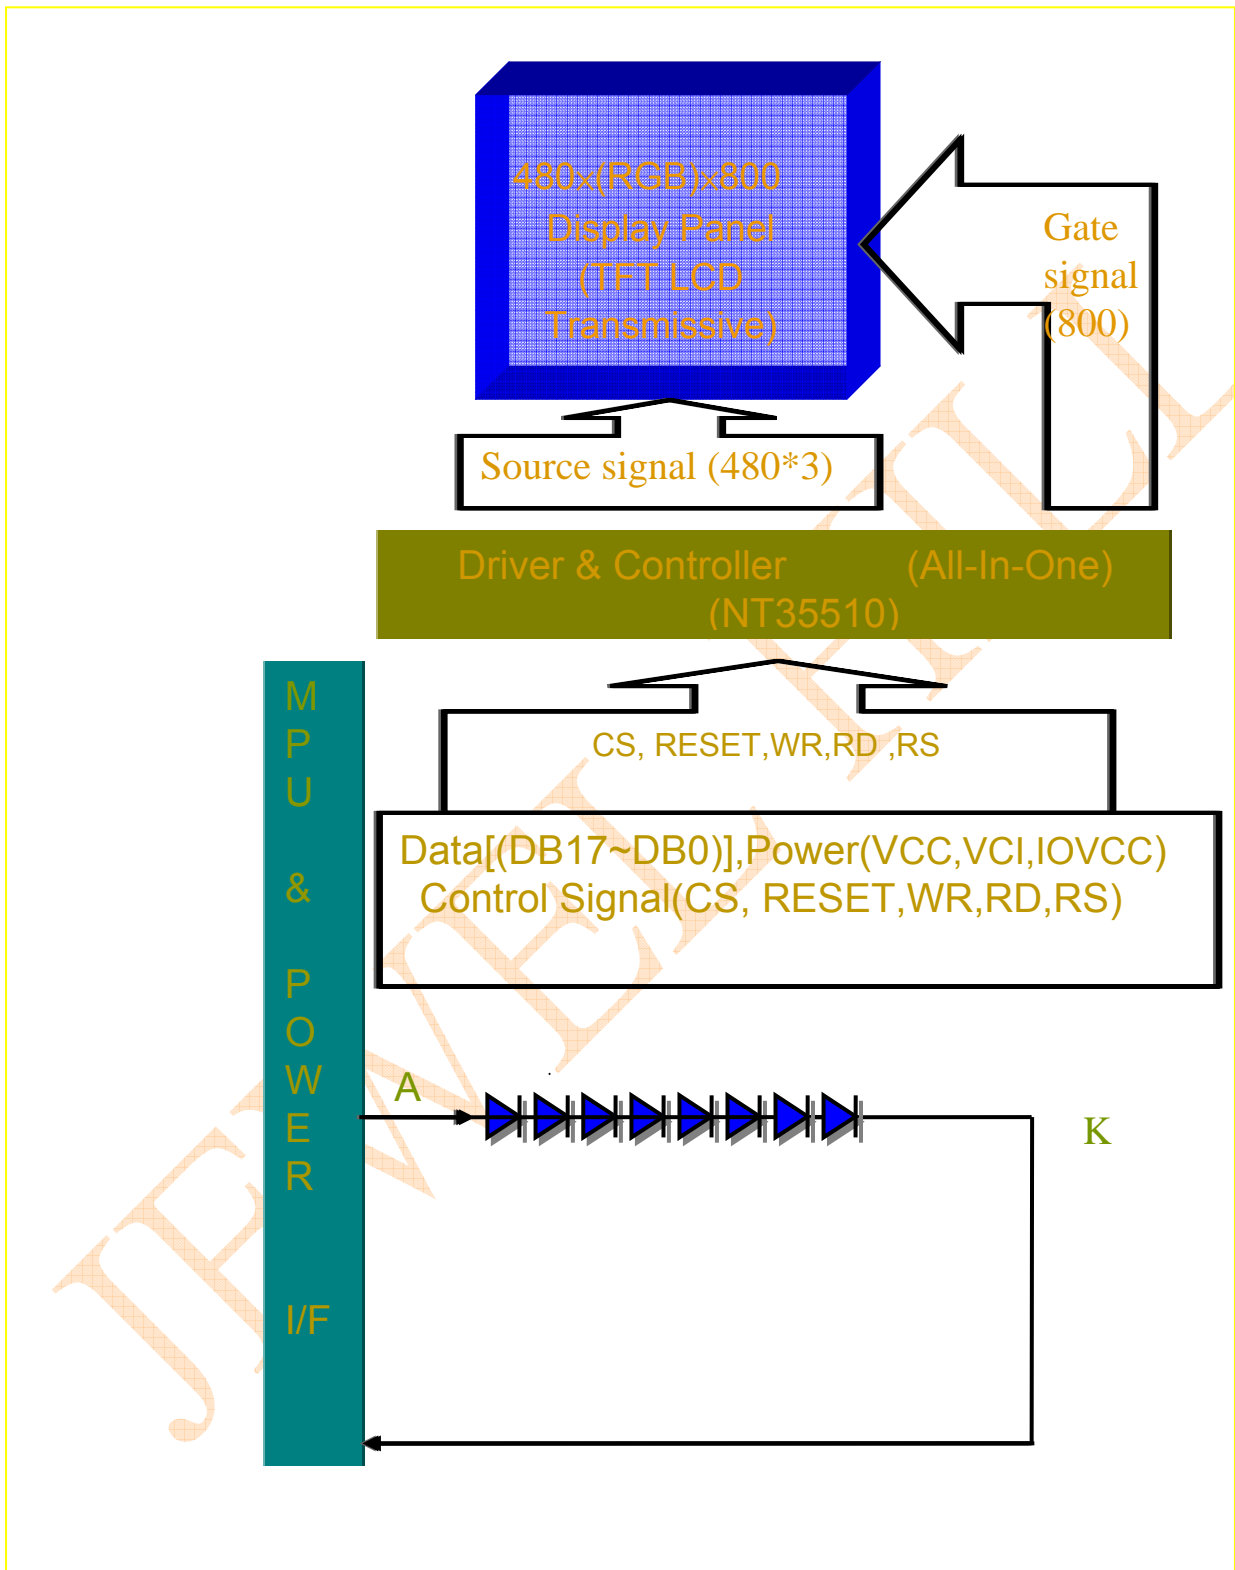 480x(RGB)x800
Display Panel
(TFT LCD
Transmissive)
Gate
signal
(800)
Source signal (480*3)
Driver & Controller (All-In-One)
(NT35510)
M
P
U
&
P
O
W
E
R
I/F
CS, RESET,WR,RD ,RS
Data[(DB17~DB0)],Power(VCC,VCI,IOVCC)
Control Signal(CS, RESET,WR,RD,RS)
A
K
JEWEL HILL